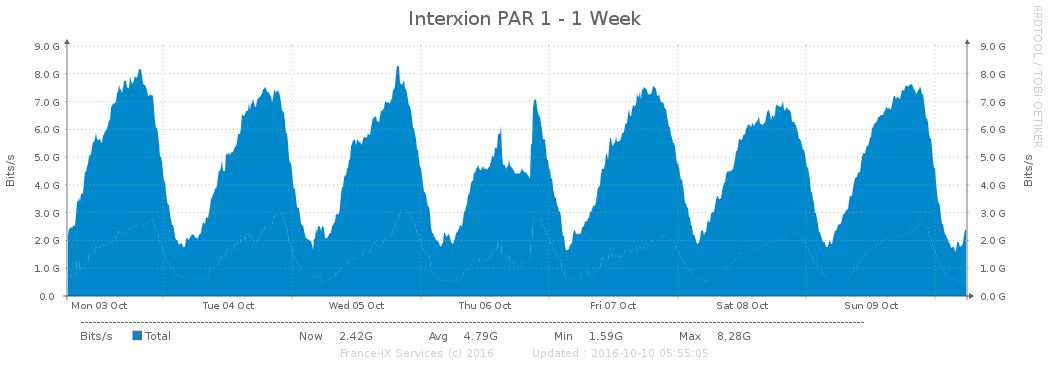 Interxion PAR 1 - 1 Week
RRDTOOL / TOBI OETIKER
Bits/s
9.0 G
8.0 G
7.0 G
6.0 G
5.0 G
4.0 G
3.0 G
2.0 G
1.0 G
0.0
9.0 G
8.0 G
7.0 G
6.0 G
5.0 G
4.0 G
3.0 G
2.0 G
1.0 G
0.0 G
Bits/s
Mon 03 Oct Tue 04 Oct Wed 05 Oct Thu 06 Oct Fri 07 Oct Sat 08 Oct Sun 09 Oct
Bits/s Total Now 2.42G Avg 4.79G Min 1.59G Max 8.28G
France-IX Services (c) 2016 Updated : 2016-10-10 05:55:05